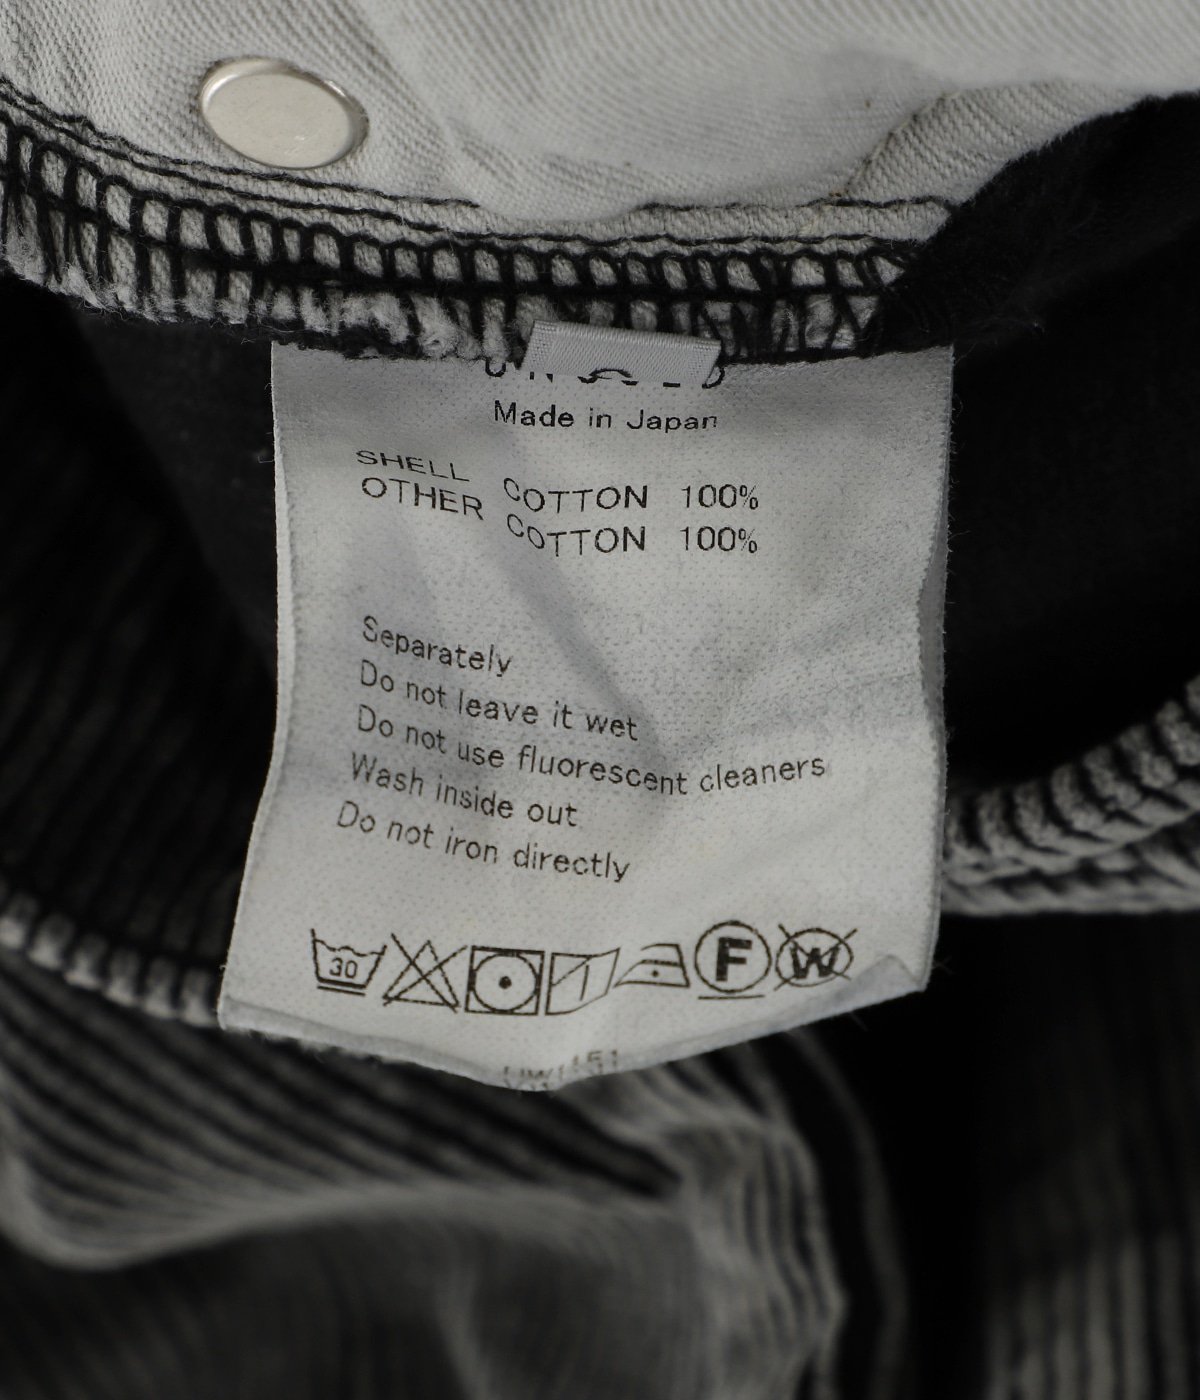 Made in Japan
SHELL COTTON 100%
OTHER COTTON 100%
Separately
Do not leave it wet
Do not use fluorescent cleaners
Wash inside out
Do not iron directly
30 F W